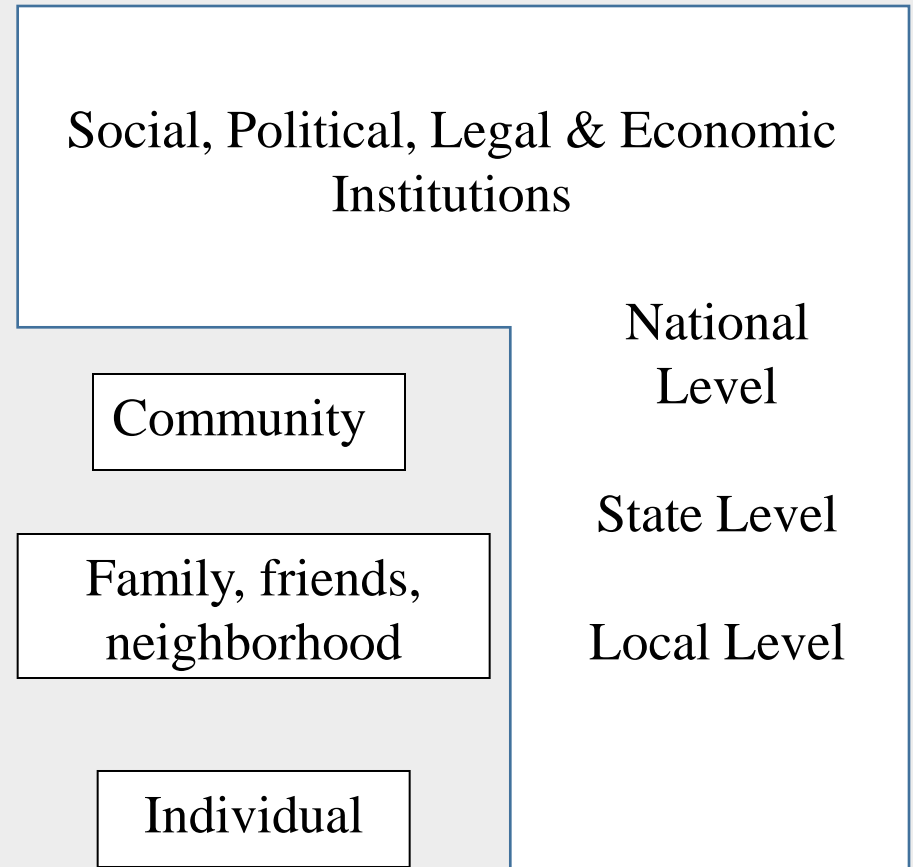 Social, Political, Legal & Economic
Institutions
National
Level
State Level
Local Level
Community
Family, friends,
neighborhood
Individual